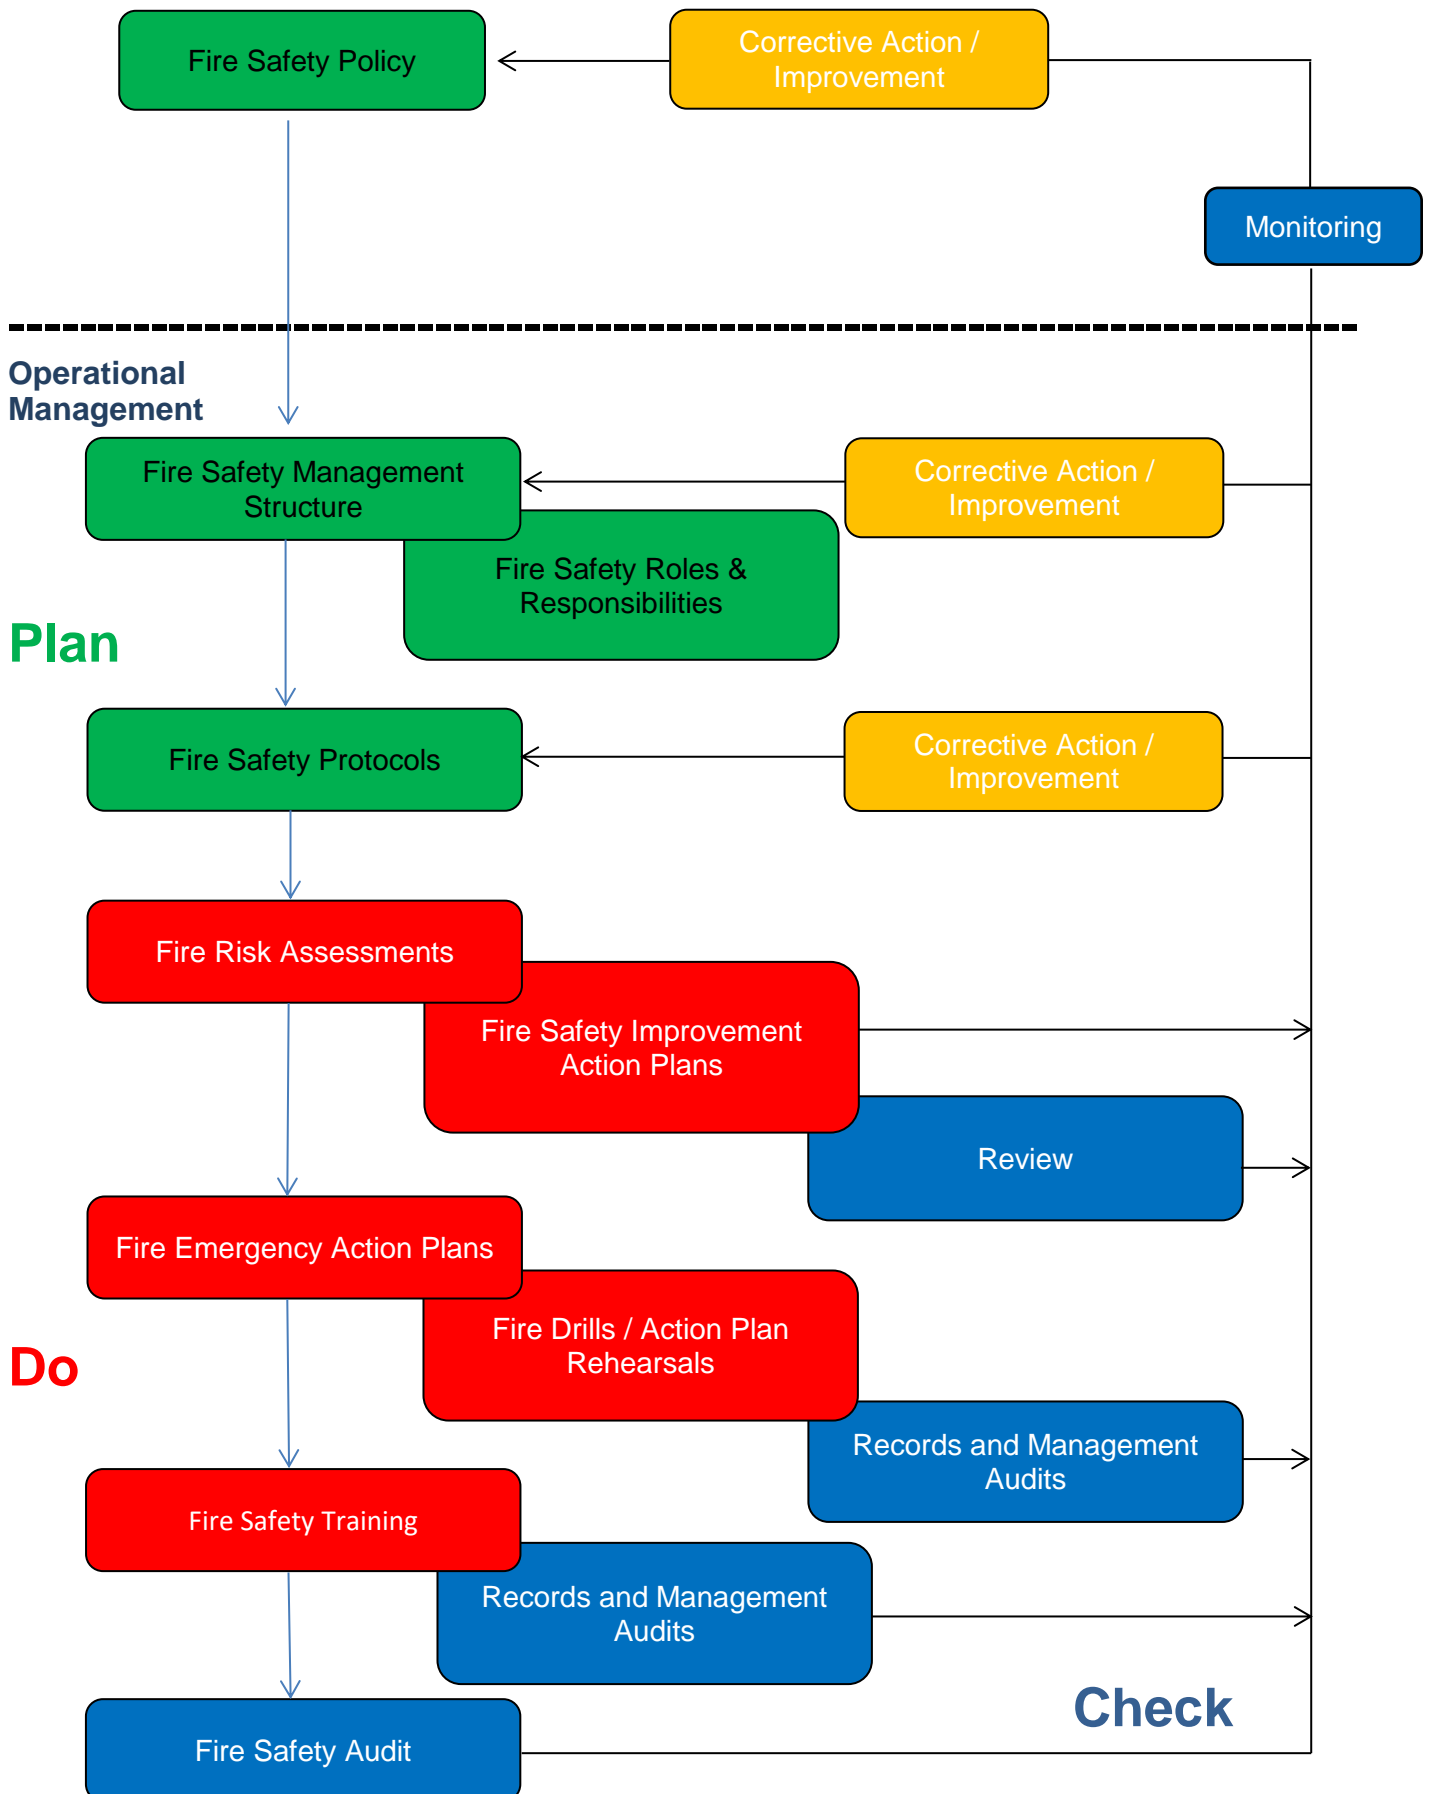 Fire Safety Policy
Corrective Action /
Improvement
Monitoring
Operational
Management
Fire Safety Management
Structure
Corrective Action /
Improvement
Fire Safety Roles &
Responsibilities
Plan
Fire Safety Protocols
Corrective Action /
Improvement
Fire Risk Assessments
Fire Safety Improvement
Action Plans
Review
Fire Emergency Action Plans
Fire Drills / Action Plan
Rehearsals
Do
Records and Management
Audits
Fire Safety Training
Records and Management
Audits
Check
Fire Safety Audit